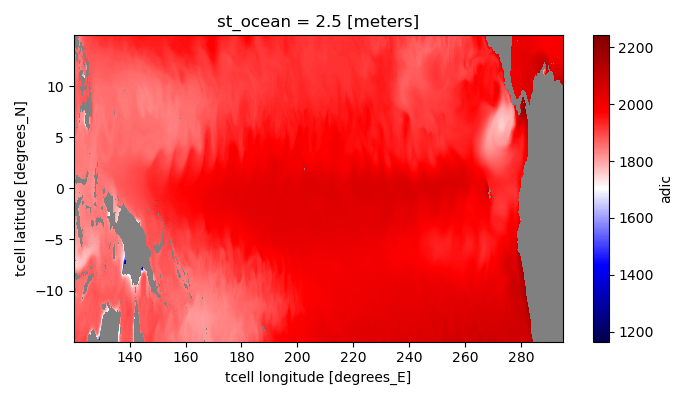 st_ocean = 2.5 [meters]
10
5
0
−5
−10
tcell latitude [degrees_N]
140 160 180 200 220 240 260 280
tcell longitude [degrees_E]
2200
2000
1800
1600
1400
1200
adic